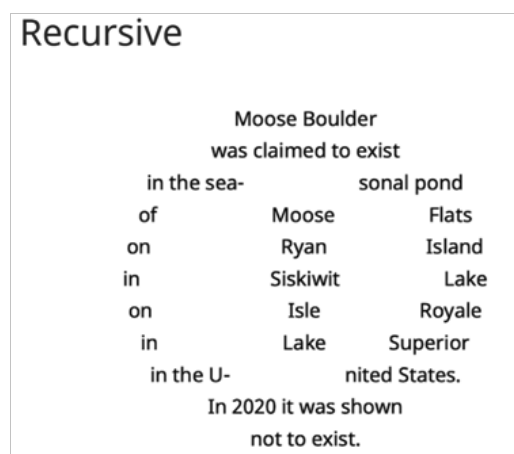 Recursive
Moose Boulder
was claimed to exist
in the sea- sonal pond
of Moose Flats
on Ryan Island
in Siskiwit Lake
on Isle Royale
in Lake Superior
in the U- nited States.
In 2020 it was shown
not to exist.